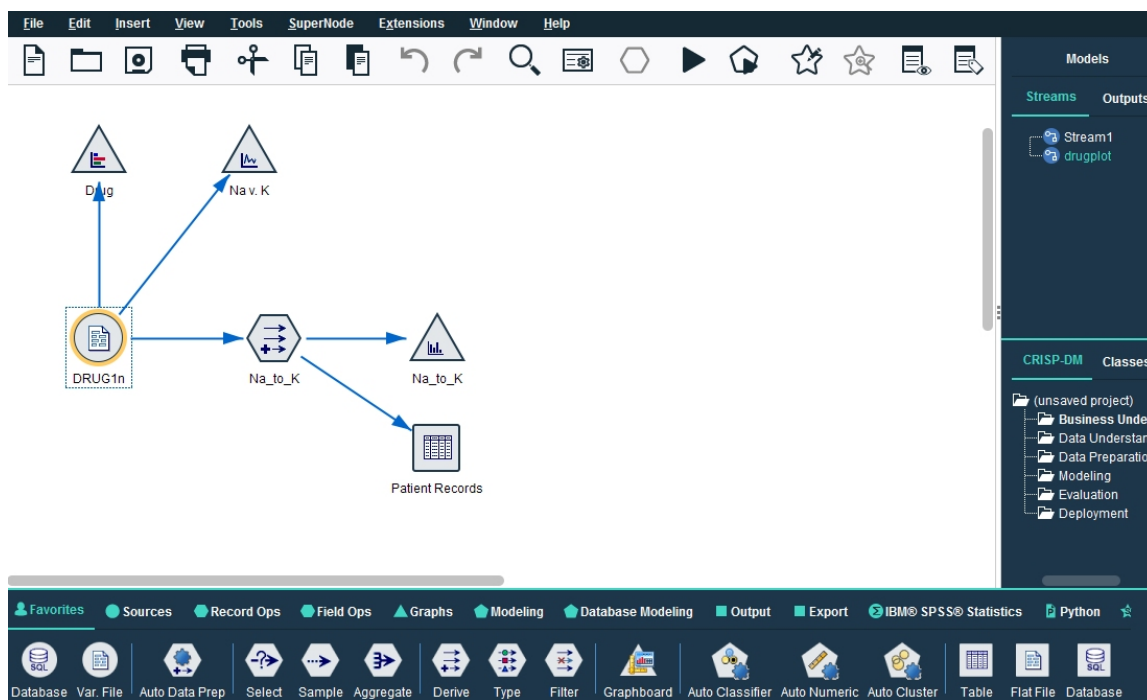 File Edit Insert View Tools SuperNode Extensions Window Help
Models
Streams Outputs
Stream1
drugplot
Drug
Na v. K
DRUG1n
Na_to_K
Na_to_K
Patient Records
CRISP-DM Classes
(unsaved project)
Business Unde
Data Understan
Data Preparatio
Modeling
Evaluation
Deployment
Favorites Sources Record Ops Field Ops Graphs Modeling Database Modeling Output Export IBM® SPSS® Statistics Python
SQL SQL
Database Var. File Auto Data Prep Select Sample Aggregate Derive Type Filter Graphboard Auto Classifier Auto Numeric Auto Cluster Table Flat File Database